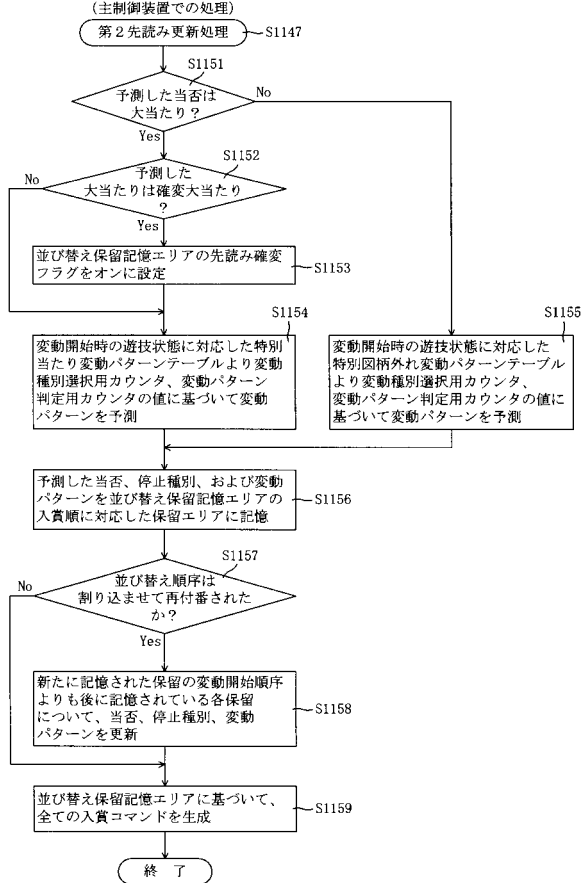 (主制御装置での処理)
第２先読み更新処理
S1147
S1151
予測した当否は
大当たり？
No
Yes
S1152
予測した
大当たりは確変大当たり
？
No
Yes
並び替え保留記憶エリアの先読み確変
フラグをオンに設定
S1153
S1154
変動開始時の遊技状態に対応した特別
当たり変動パターンテーブルより変動
種別選択用カウンタ、変動パターン
判定用カウンタの値に基づいて変動
パターンを予測
S1155
変動開始時の遊技状態に対応した
特別図柄外れ変動パターンテーブル
より変動種別選択用カウンタ、
変動パターン判定用カウンタの値に
基づいて変動パターンを予測
予測した当否、停止種別、および変動
パターンを並び替え保留記憶エリアの
入賞順に対応した保留エリアに記憶
S1156
S1157
並び替え順序は
割り込ませて再付番された
か？
No
Yes
新たに記憶された保留の変動開始順序
よりも後に記憶されている各保留
について、当否、停止種別、変動
パターンを更新
S1158
並び替え保留記憶エリアに基づいて、
全ての入賞コマンドを生成
S1159
終 了